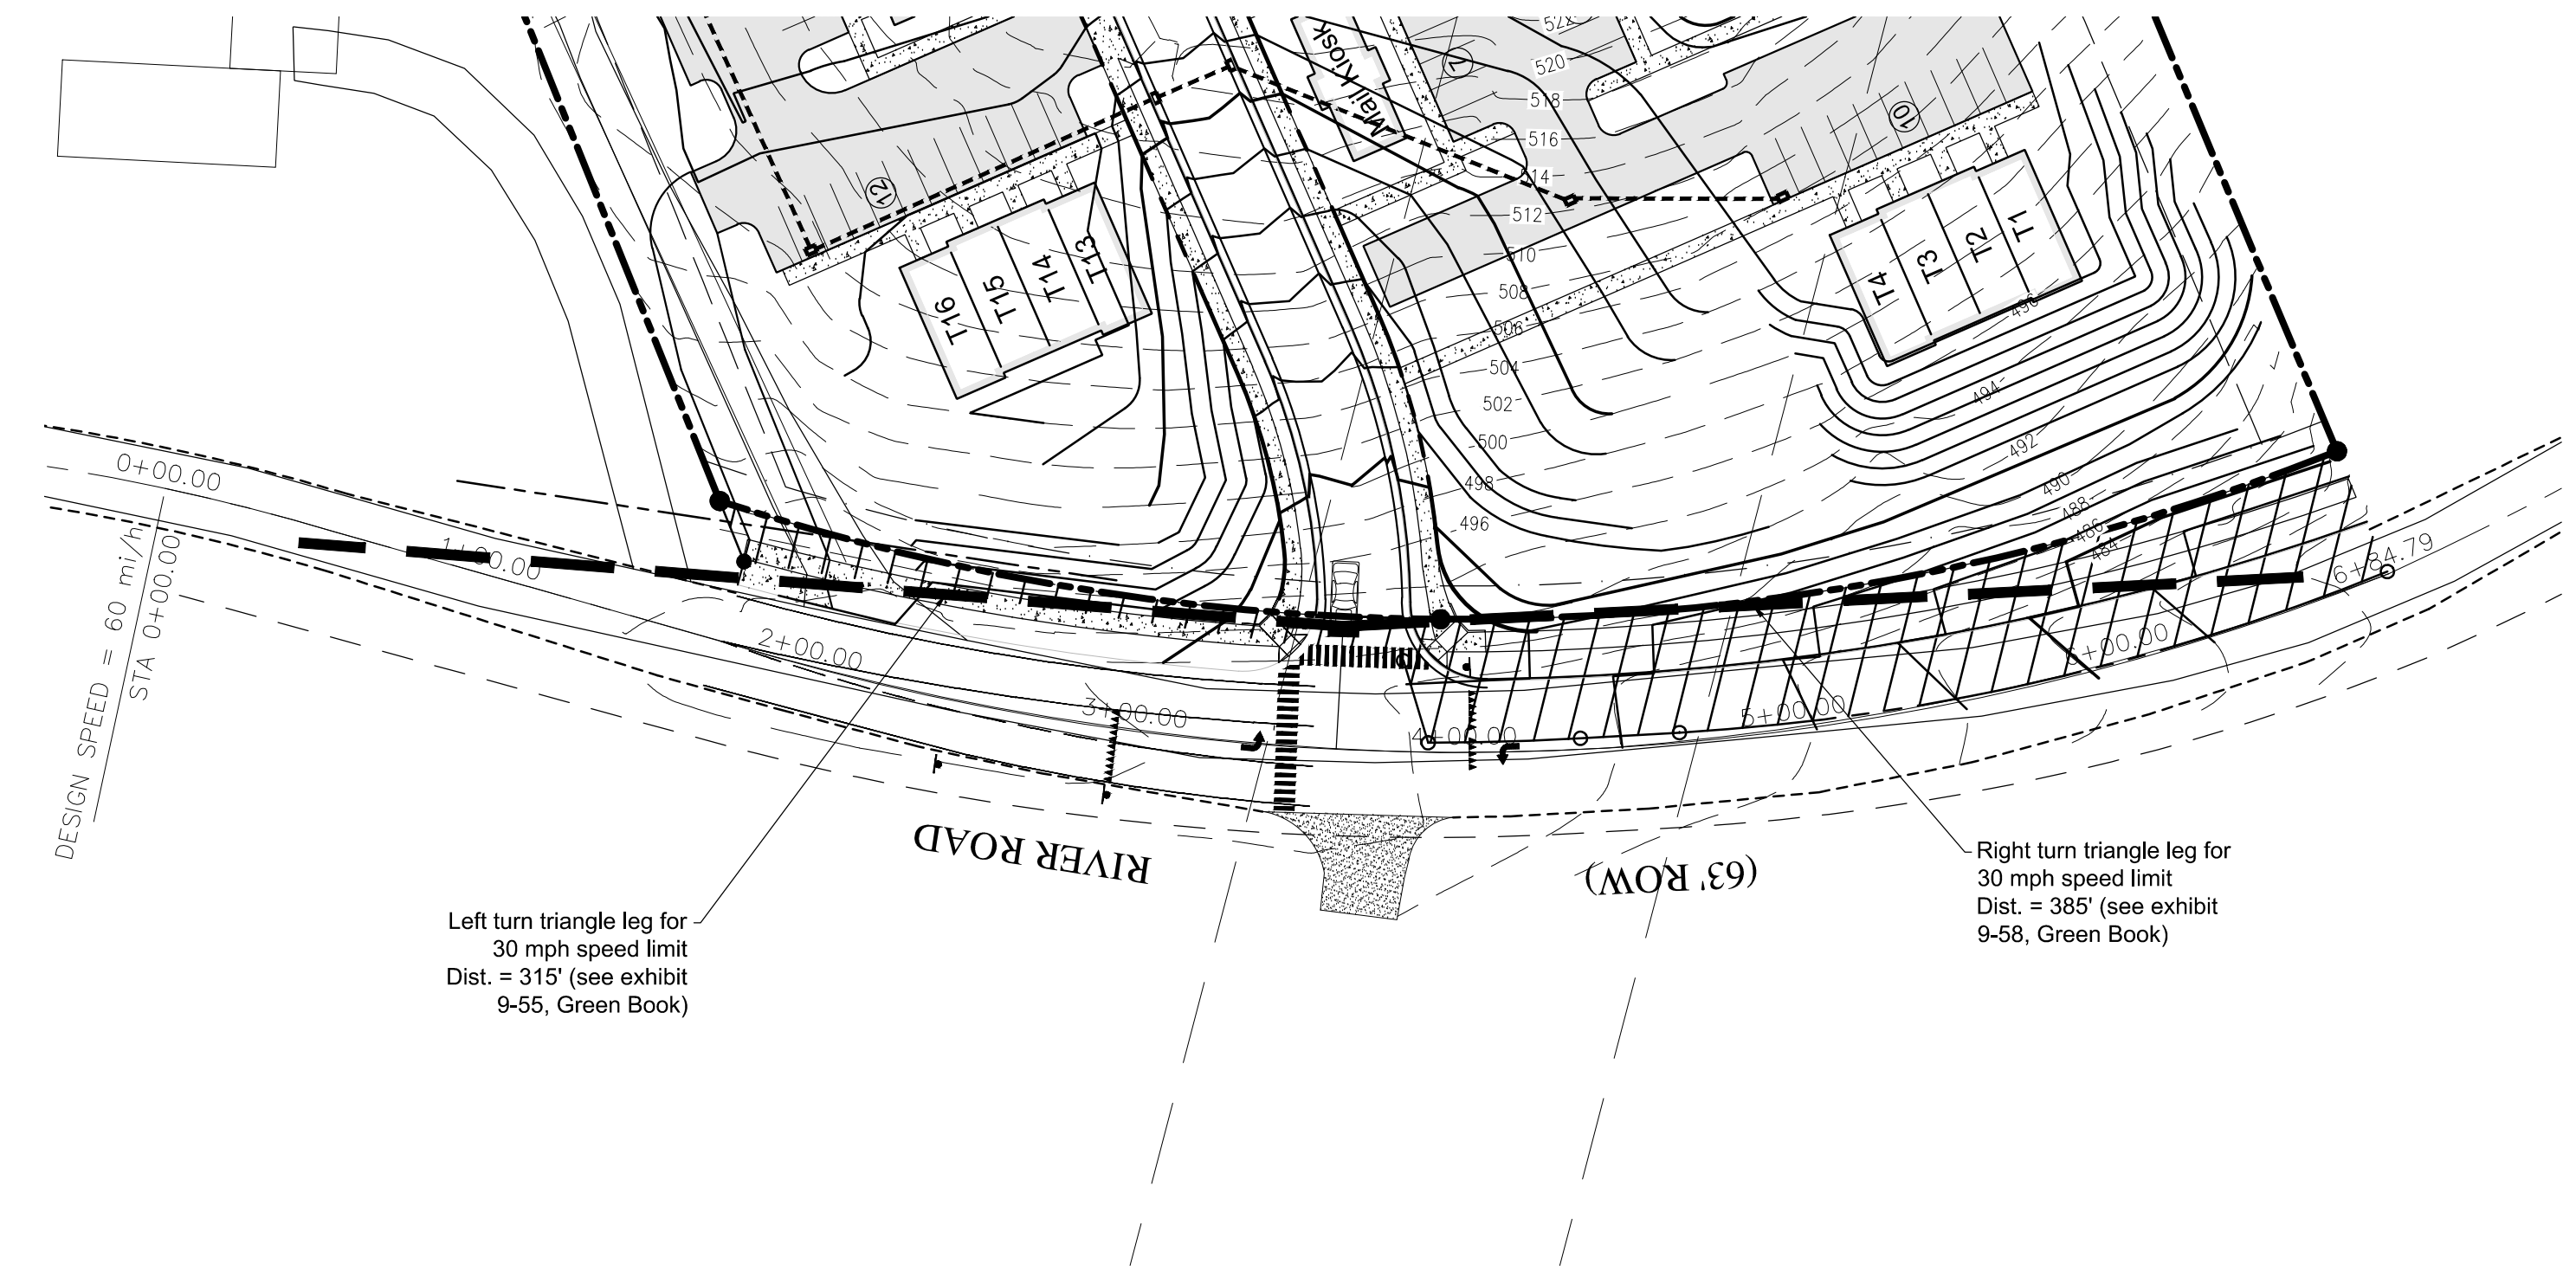 522
520
518
516
514
512
510
508
506
504
502
500
498
496
Mail Kiosk
7
10
12
T16
T15
T14
T13
T4
T3
T2
T1
496
494
492
490
488
486
484
0+00.00
1+00.00
2+00.00
3+00.00
4+00.00
5+00.00
6+00.00
6+84.79
DESIGN SPEED = 60 mi/h
STA 0+00.00
RIVER ROAD
(63' ROW)
Left turn triangle leg for
30 mph speed limit
Dist. = 315' (see exhibit
9-55, Green Book)
Right turn triangle leg for
30 mph speed limit
Dist. = 385' (see exhibit
9-58, Green Book)